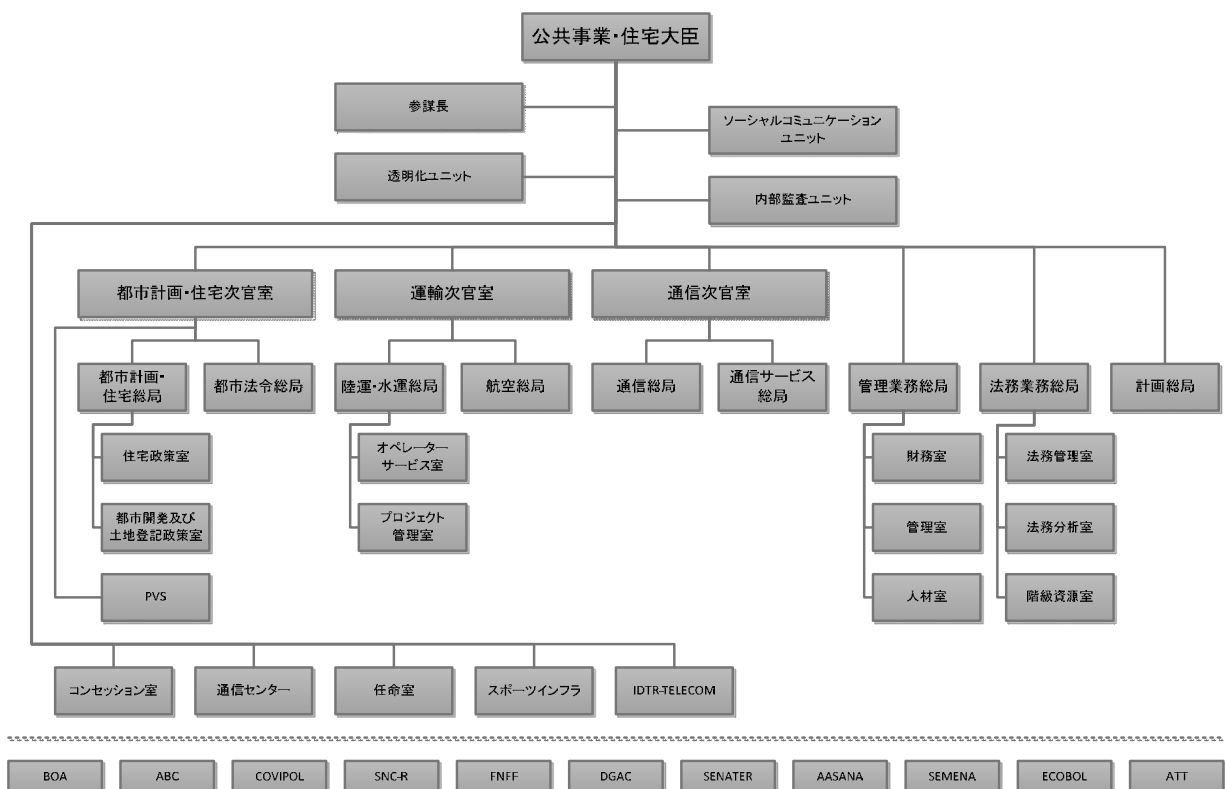 公共事業・住宅大臣
参謀長
ソーシャルコミュニケーション
ユニット
透明化ユニット
内部監査ユニット
都市計画・住宅次官室
運輸次官室
通信次官室
都市計画・
住宅総局
都市法令総局
陸運・水運総局
航空総局
通信総局
通信サービス
総局
管理業務総局
法務業務総局
計画総局
住宅政策室
オペレーター
サービス室
財務室
法務管理室
都市開発及び
土地登記政策室
プロジェクト
管理室
管理室
法務分析室
PVS
人材室
階級資源室
コンセッション室
通信センター
任命室
スポーツインフラ
IDTR-TELECOM
BOA
ABC
COVIPOL
SNC-R
FNFF
DGAC
SENATER
AASANA
SEMENA
ECOBOL
ATT